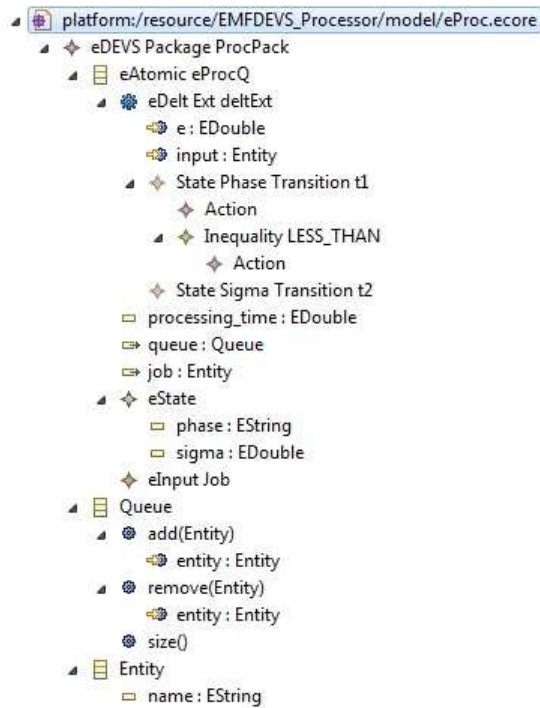 platform:/resource/EMFDEVS_Processor/model/eProc.ecore
eDEVS Package ProcPack
eAtomic eProcQ
eDelt Ext deltExt
e : EDouble
input : Entity
State Phase Transition t1
Action
Inequality LESS_THAN
Action
State Sigma Transition t2
processing_time : EDouble
queue : Queue
job : Entity
eState
phase : EString
sigma : EDouble
eInput Job
Queue
add(Entity)
entity : Entity
remove(Entity)
entity : Entity
size()
Entity
name : EString